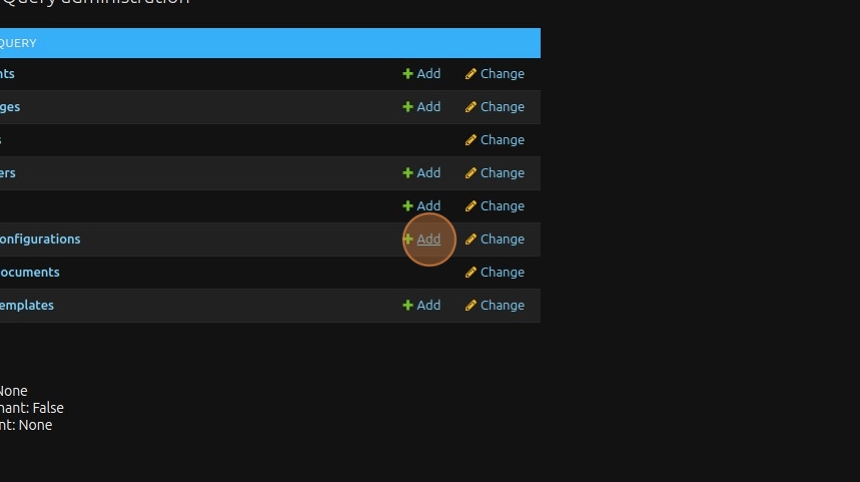 Query administration
QUERY
nts + Add Change
ges + Add Change
s Change
ers + Add Change
+ Add Change
onfigurations + Add Change
ocuments Change
emplates + Add Change
None
nant: False
nt: None